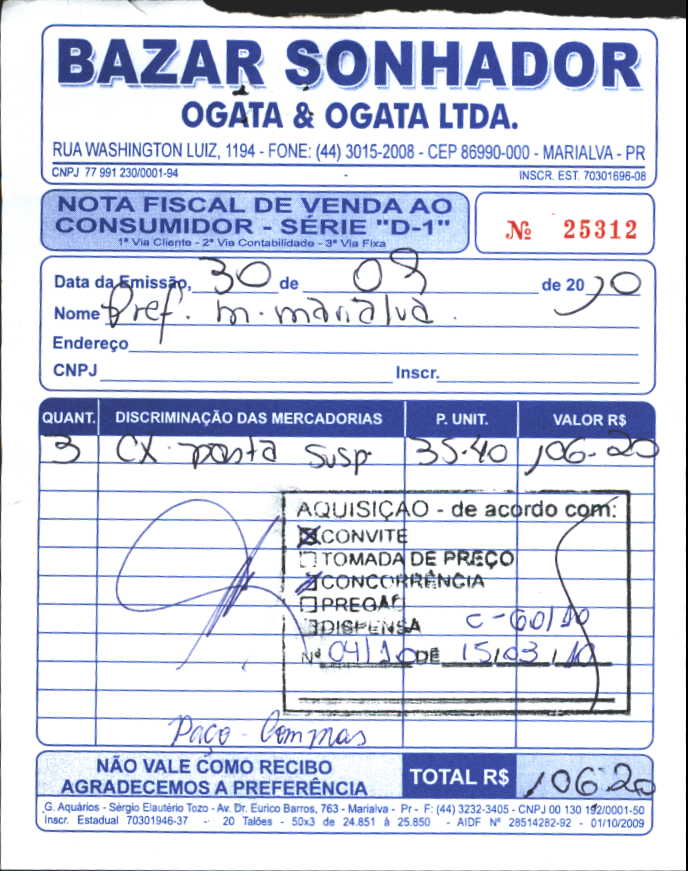 BAZAR SONHADOR
OGATA & OGATA LTDA.
RUA WASHINGTON LUIZ, 1194 - FONE: (44) 3015-2008 - CEP 86990-000 - MARIALVA - PR
CNPJ 77 991 230/0001-94 INSCR. EST. 70301696-08
NOTA FISCAL DE VENDA AO
CONSUMIDOR - SÉRIE "D-1"
1ª Via Cliente - 2ª Via Contabilidade - 3ª Via Fixa
Nº 25312
Data da Emissão, 30 de 09 de 2010
Nome Pref. m. marialva.
Endereço
CNPJ Inscr.
QUANT. DISCRIMINAÇÃO DAS MERCADORIAS P. UNIT. VALOR R$
3 CX pasta susp. 35.40 106.20
AQUISIÇÃO - de acordo com:
CONVITE
TOMADA DE PREÇO
CONCORRÊNCIA
PREGÃO
DISPENSA C-60/10
Nº 04/10 DE 15/03/10
Paço - Compras
NÃO VALE COMO RECIBO
AGRADECEMOS A PREFERÊNCIA
TOTAL R$ 106.20
G. Aquários - Sérgio Elautério Tozo - Av. Dr. Eurico Barros, 763 - Marialva - Pr - F: (44) 3232-3405 - CNPJ 00 130 192/0001-50
Inscr. Estadual 70301946-37 - 20 Talões - 50x3 de 24.851 à 25.850 - AIDF Nº 28514282-92 - 01/10/2009